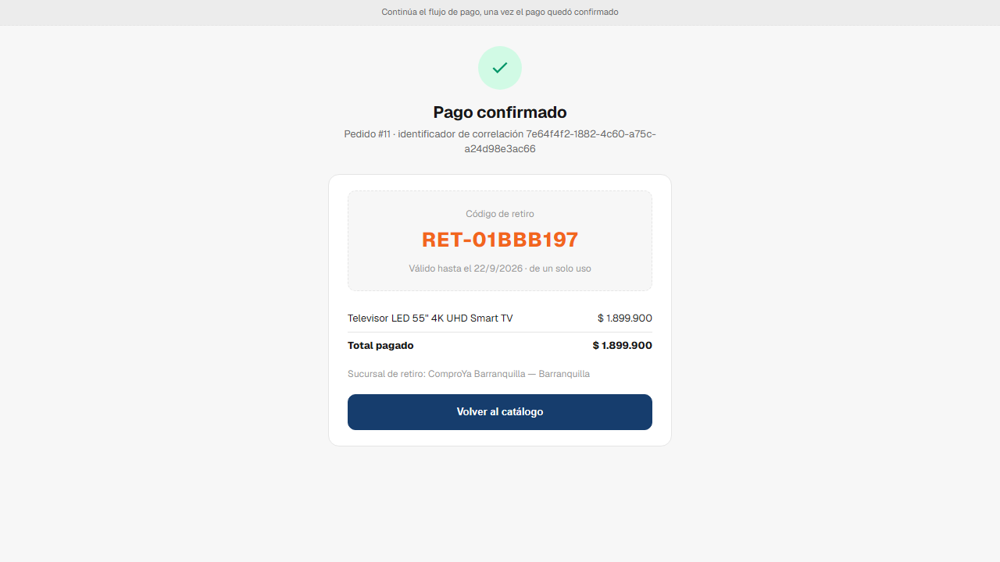 Continúa el flujo de pago, una vez el pago quedó confirmado
Pago confirmado
Pedido #11 · identificador de correlación 7e64f4f2-1882-4c60-a75c-
a24d98e3ac66
Código de retiro
RET-01BBB197
Válido hasta el 22/9/2026 · de un solo uso
Televisor LED 55" 4K UHD Smart TV $ 1.899.900
Total pagado $ 1.899.900
Sucursal de retiro: ComproYa Barranquilla — Barranquilla
Volver al catálogo